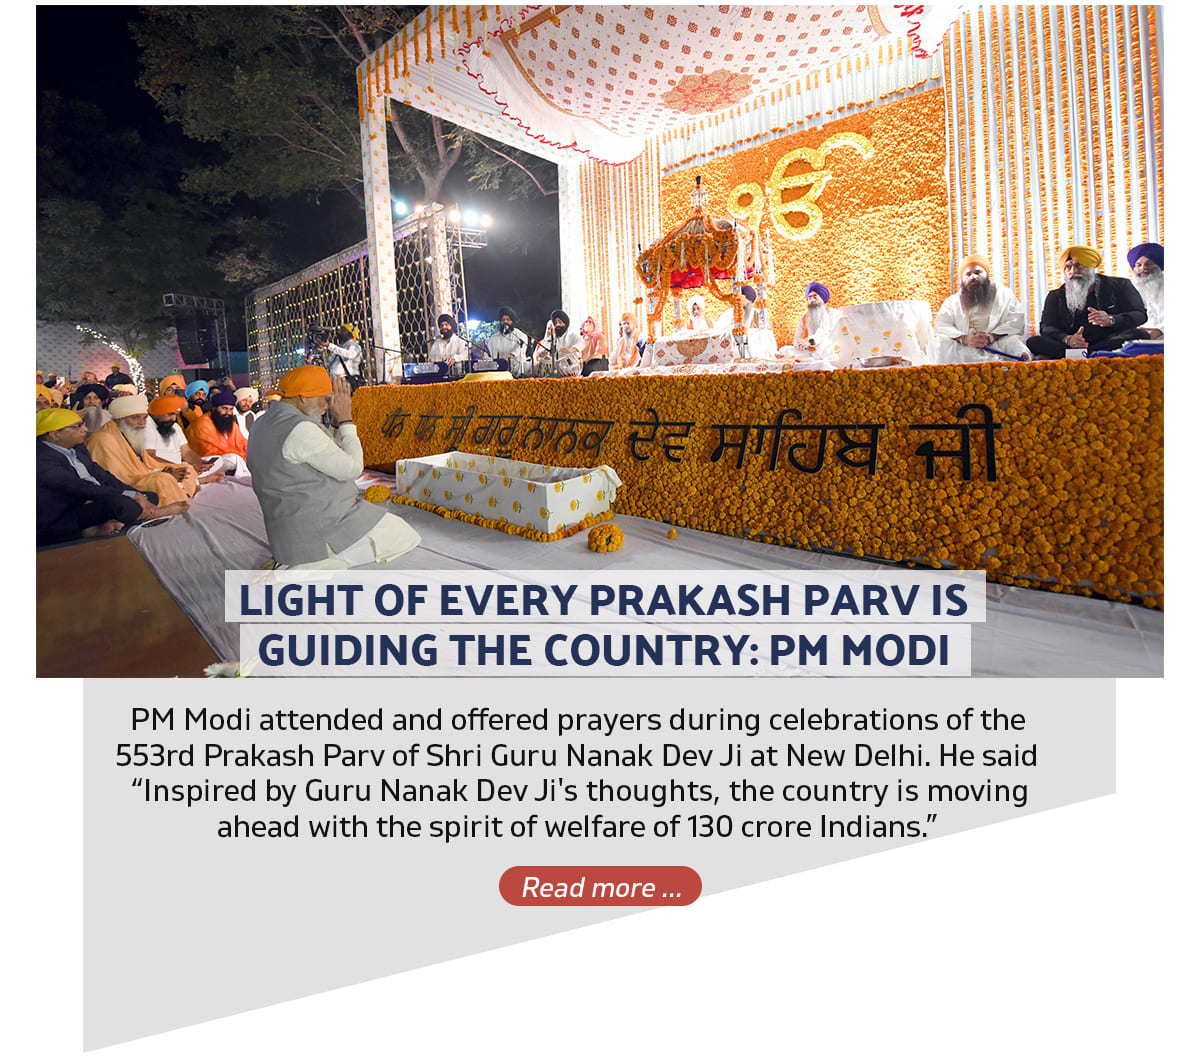 ੴ
ਧੰਨ ਧੰਨ ਸ੍ਰੀ ਗੁਰੂ ਨਾਨਕ ਦੇਵ ਸਾਹਿਬ ਜੀ
LIGHT OF EVERY PRAKASH PARV IS
GUIDING THE COUNTRY: PM MODI
PM Modi attended and offered prayers during celebrations of the
553rd Prakash Parv of Shri Guru Nanak Dev Ji at New Delhi. He said
“Inspired by Guru Nanak Dev Ji's thoughts, the country is moving
ahead with the spirit of welfare of 130 crore Indians.”
Read more ...